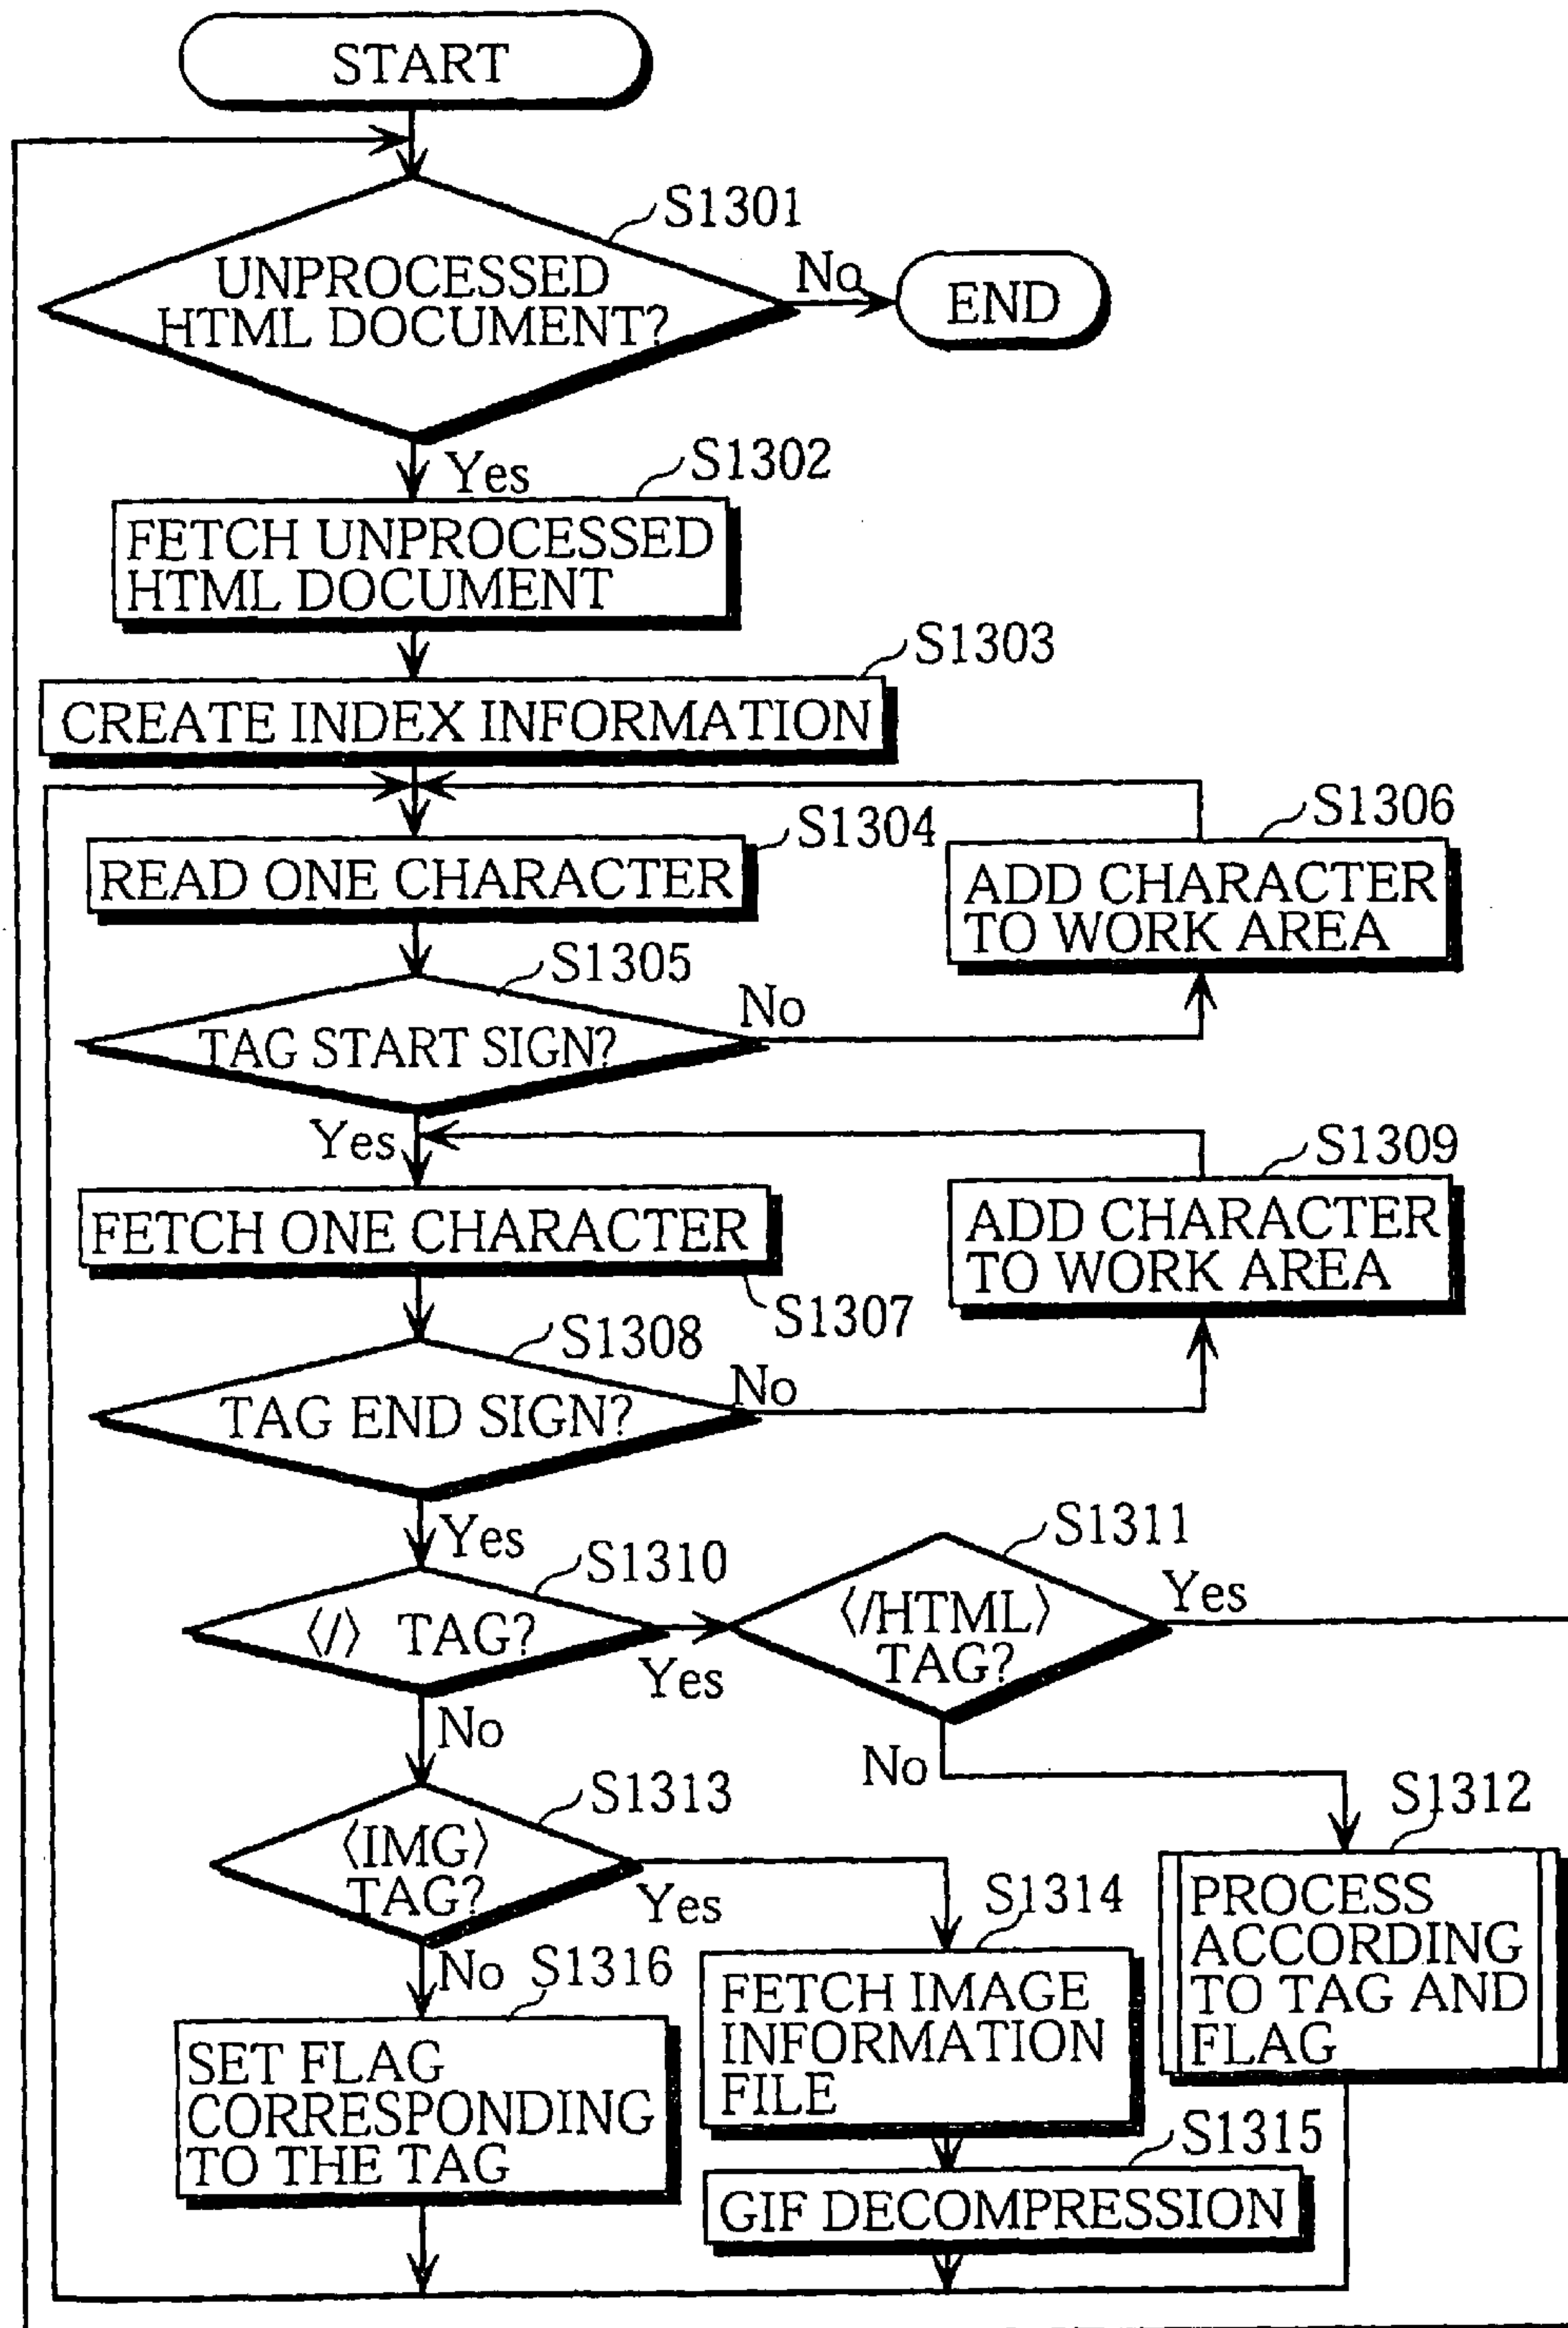 START
S1301
UNPROCESSED
HTML DOCUMENT?
No
END
Yes
S1302
FETCH UNPROCESSED
HTML DOCUMENT
S1303
CREATE INDEX INFORMATION
S1304
READ ONE CHARACTER
S1306
ADD CHARACTER
TO WORK AREA
S1305
TAG START SIGN?
No
Yes
S1309
ADD CHARACTER
TO WORK AREA
FETCH ONE CHARACTER
S1307
S1308
TAG END SIGN?
No
Yes
S1310
⟨/⟩ TAG?
Yes
S1311
⟨/HTML⟩
TAG?
Yes
No
No
S1313
⟨IMG⟩
TAG?
Yes
S1312
PROCESS
ACCORDING
TO TAG AND
FLAG
S1314
FETCH IMAGE
INFORMATION
FILE
No
S1316
SET FLAG
CORRESPONDING
TO THE TAG
S1315
GIF DECOMPRESSION